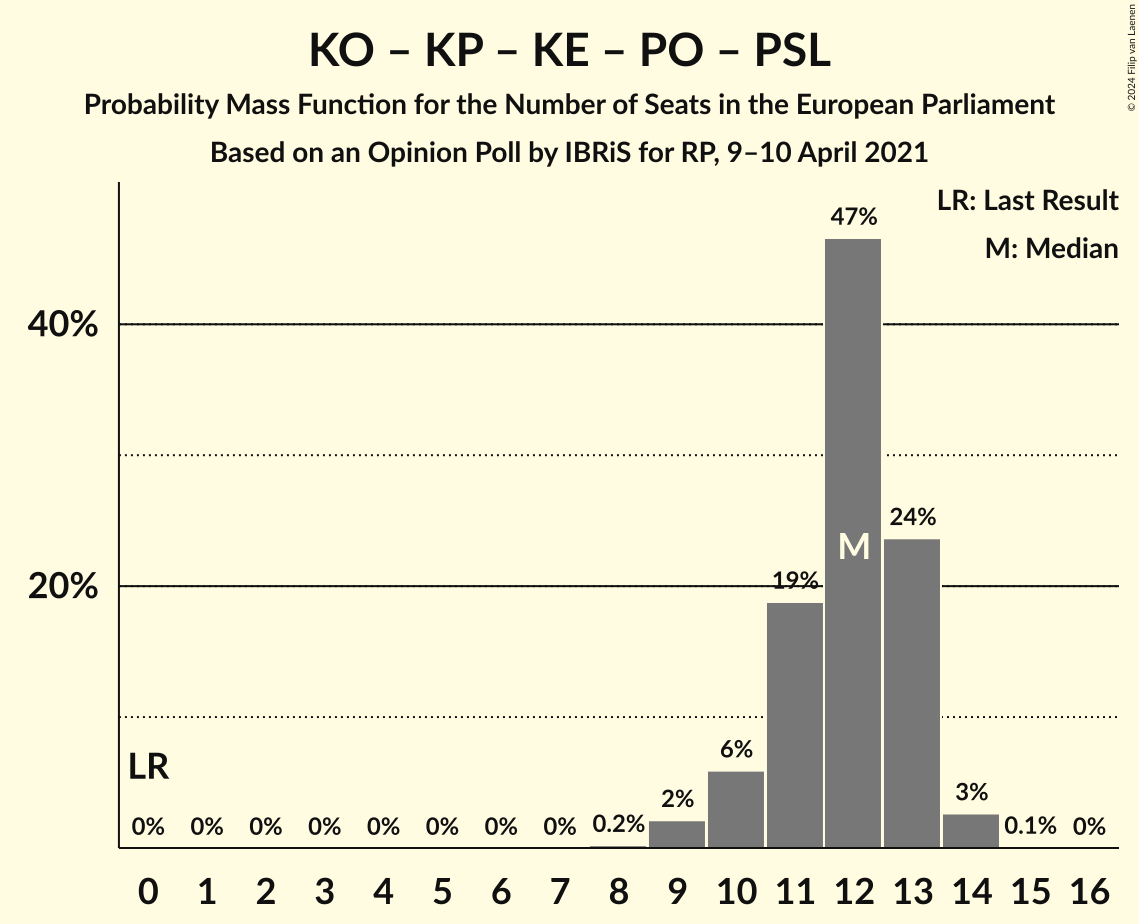 KO – KP – KE – PO – PSL
Probability Mass Function for the Number of Seats in the European Parliament
Based on an Opinion Poll by IBRiS for RP, 9–10 April 2021
© 2024 Filip van Laenen
LR: Last Result
M: Median
47%
40%
24%
M
20%
19%
6%
LR
2%
3%
0% 0% 0% 0% 0% 0% 0% 0% 0.2% 0.1% 0%
0 1 2 3 4 5 6 7 8 9 10 11 12 13 14 15 16